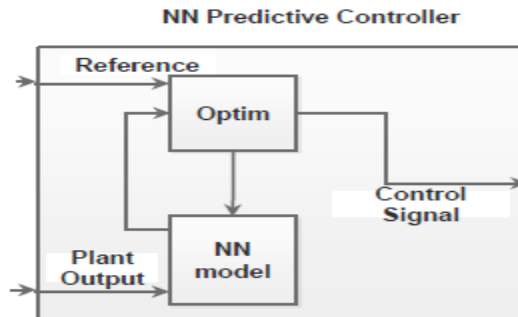 NN Predictive Controller
Reference
Optim
Control
Signal
NN
model
Plant
Output